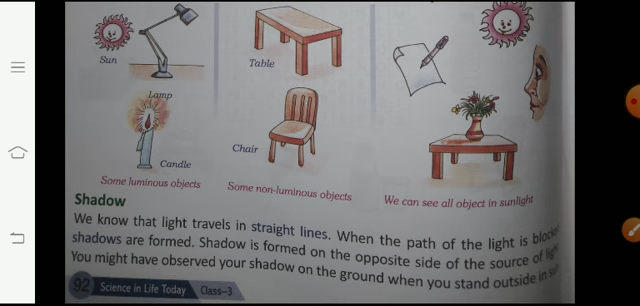 Sun
Lamp
Table
Candle
Chair
Some luminous objects
Some non-luminous objects
We can see all object in sunlight
Shadow
We know that light travels in straight lines. When the path of the light is blocked
shadows are formed. Shadow is formed on the opposite side of the source of light
You might have observed your shadow on the ground when you stand outside in
92 Science in Life Today Class-3